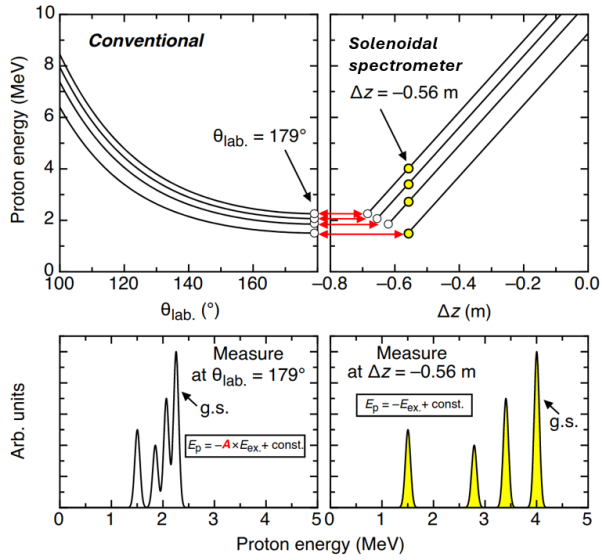 Conventional
Solenoidal
spectrometer
Δz = −0.56 m
θlab. = 179°
Proton energy (MeV)
10
8
6
4
2
0
100
120
140
160
−0.8
−0.6
−0.4
−0.2
0.0
θlab. (°)
Δz (m)
Measure
at θlab. = 179°
g.s.
Ep = −A×Eex.+ const.
Measure
at Δz = −0.56 m
Ep = −Eex.+ const.
g.s.
Arb. units
0
1
2
3
4
5
0
1
2
3
4
5
Proton energy (MeV)
Proton energy (MeV)